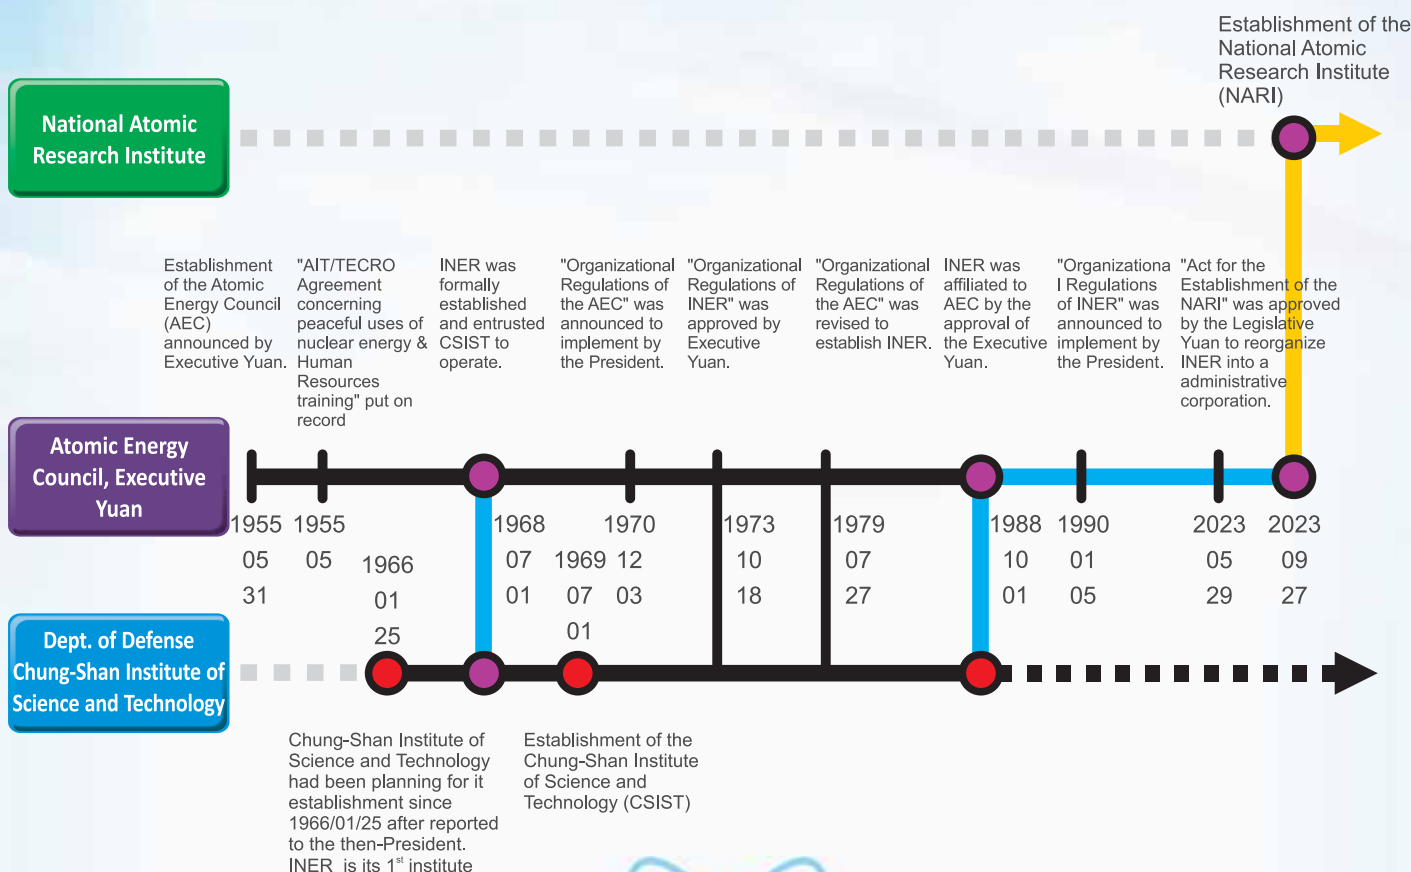 Establishment of the
National Atomic
Research Institute
(NARI)
National Atomic
Research Institute
Establishment
of the Atomic
Energy Council
(AEC)
announced by
Executive Yuan.
"AIT/TECRO
Agreement
concerning
peaceful uses of
nuclear energy &
Human
Resources
training" put on
record
INER was
formally
established
and entrusted
CSIST to
operate.
"Organizational
Regulations of
the AEC" was
announced to
implement by
the President.
"Organizational
Regulations of
INER" was
approved by
Executive
Yuan.
"Organizational
Regulations of
the AEC" was
revised to
establish INER.
INER was
affiliated to
AEC by the
approval of
the Executive
Yuan.
"Organizationa
l Regulations
of INER" was
announced to
implement by
the President.
"Act for the
Establishment of the
NARI" was approved
by the Legislative
Yuan to reorganize
INER into a
administrative
corporation.
Atomic Energy
Council, Executive
Yuan
1955
05
31
1955
05
1966
01
25
1968
07
01
1969
07
01
1970
12
03
1973
10
18
1979
07
27
1988
10
01
1990
01
05
2023
05
29
2023
09
27
Dept. of Defense
Chung-Shan Institute of
Science and Technology
Chung-Shan Institute of
Science and Technology
had been planning for it
establishment since
1966/01/25 after reported
to the then-President.
INER is its 1st institute
Establishment of the
Chung-Shan Institute
of Science and
Technology (CSIST)